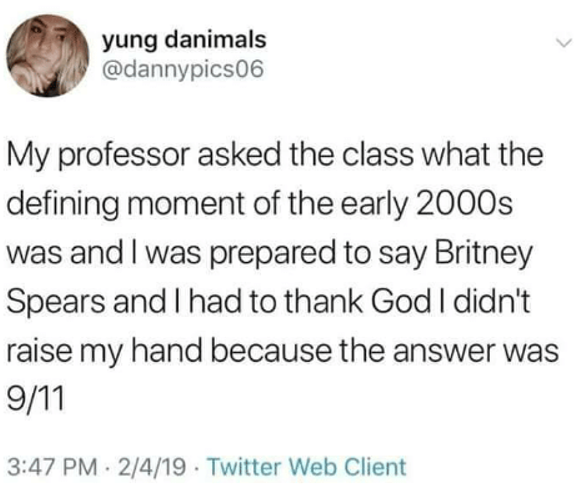 yung danimals
@dannypics06
My professor asked the class what the
defining moment of the early 2000s
was and I was prepared to say Britney
Spears and I had to thank God I didn't
raise my hand because the answer was
9/11
3:47 PM · 2/4/19 · Twitter Web Client